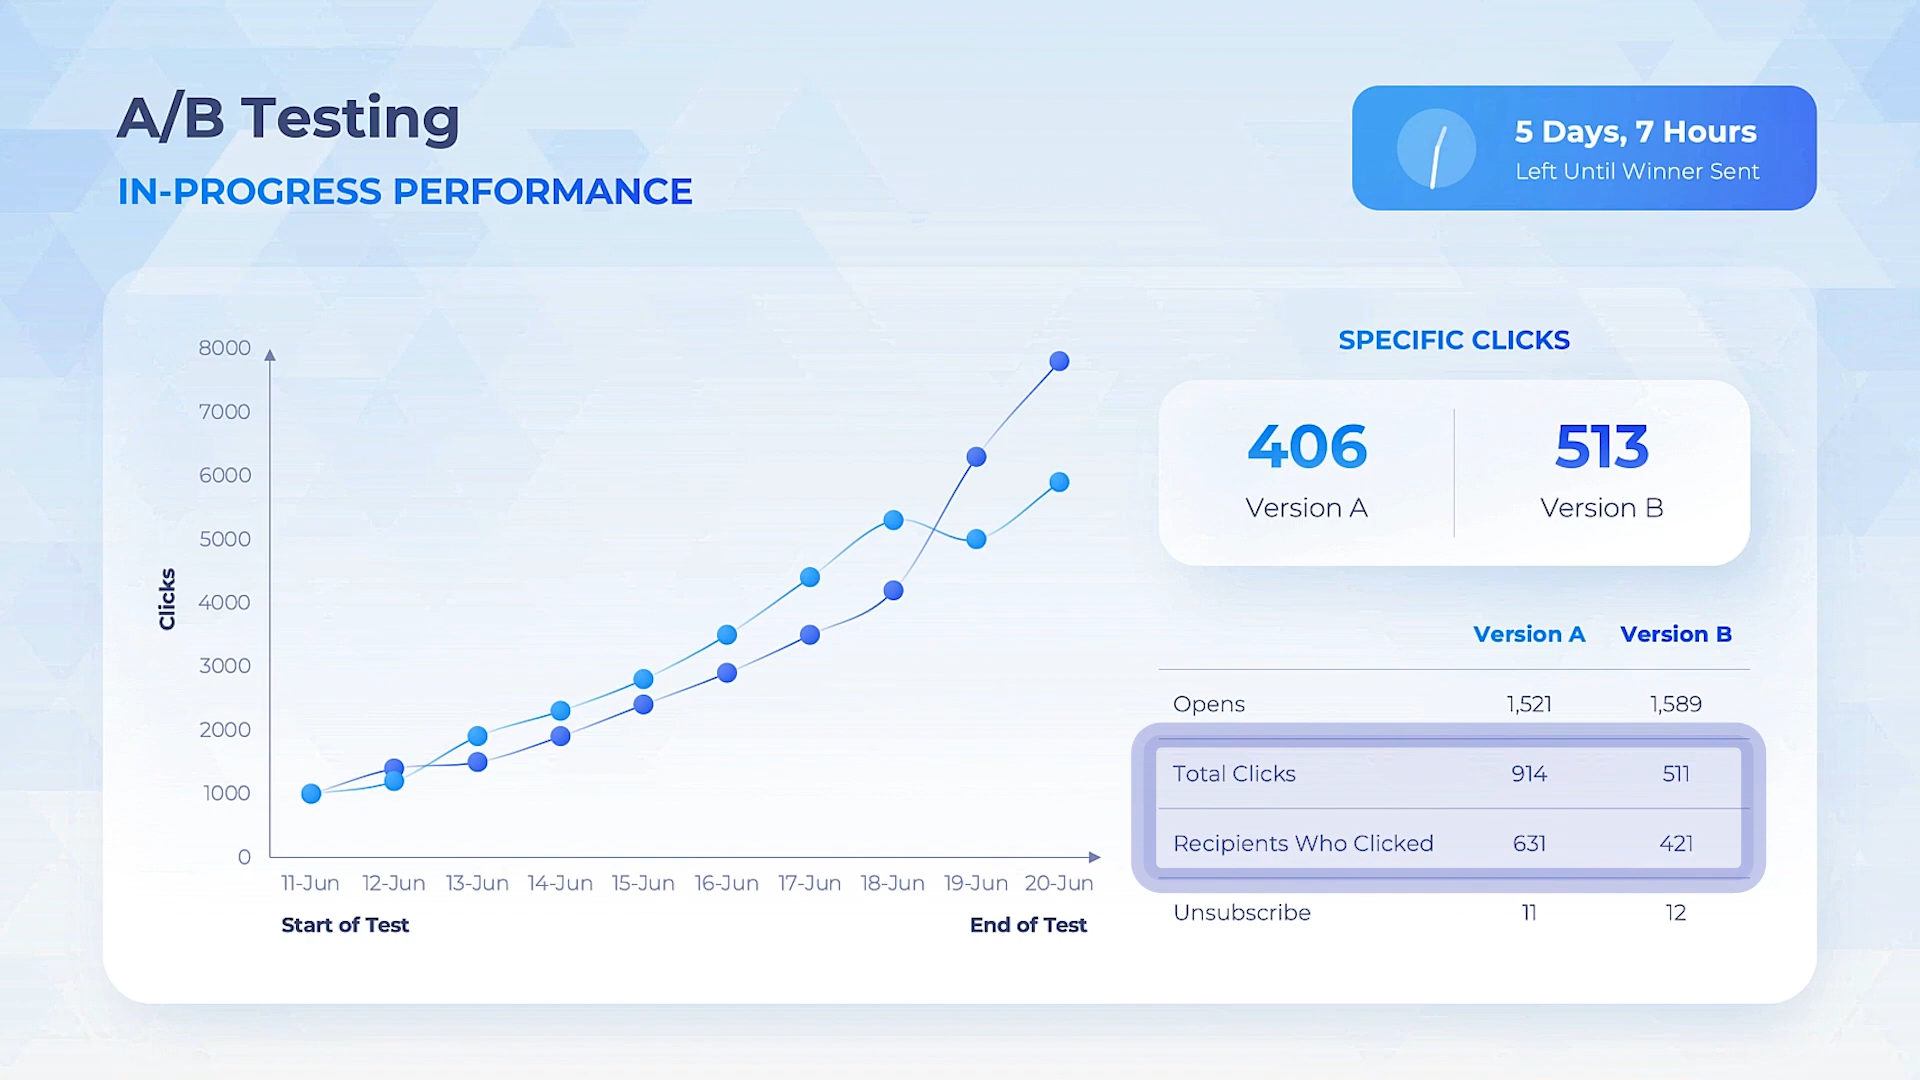 A/B Testing
IN-PROGRESS PERFORMANCE
5 Days, 7 Hours
Left Until Winner Sent
8000
7000
6000
5000
4000
3000
2000
1000
0
Clicks
11-Jun 12-Jun 13-Jun 14-Jun 15-Jun 16-Jun 17-Jun 18-Jun 19-Jun 20-Jun
Start of Test End of Test
SPECIFIC CLICKS
406 513
Version A Version B
Version A Version B
Opens 1,521 1,589
Total Clicks 914 511
Recipients Who Clicked 631 421
Unsubscribe 11 12